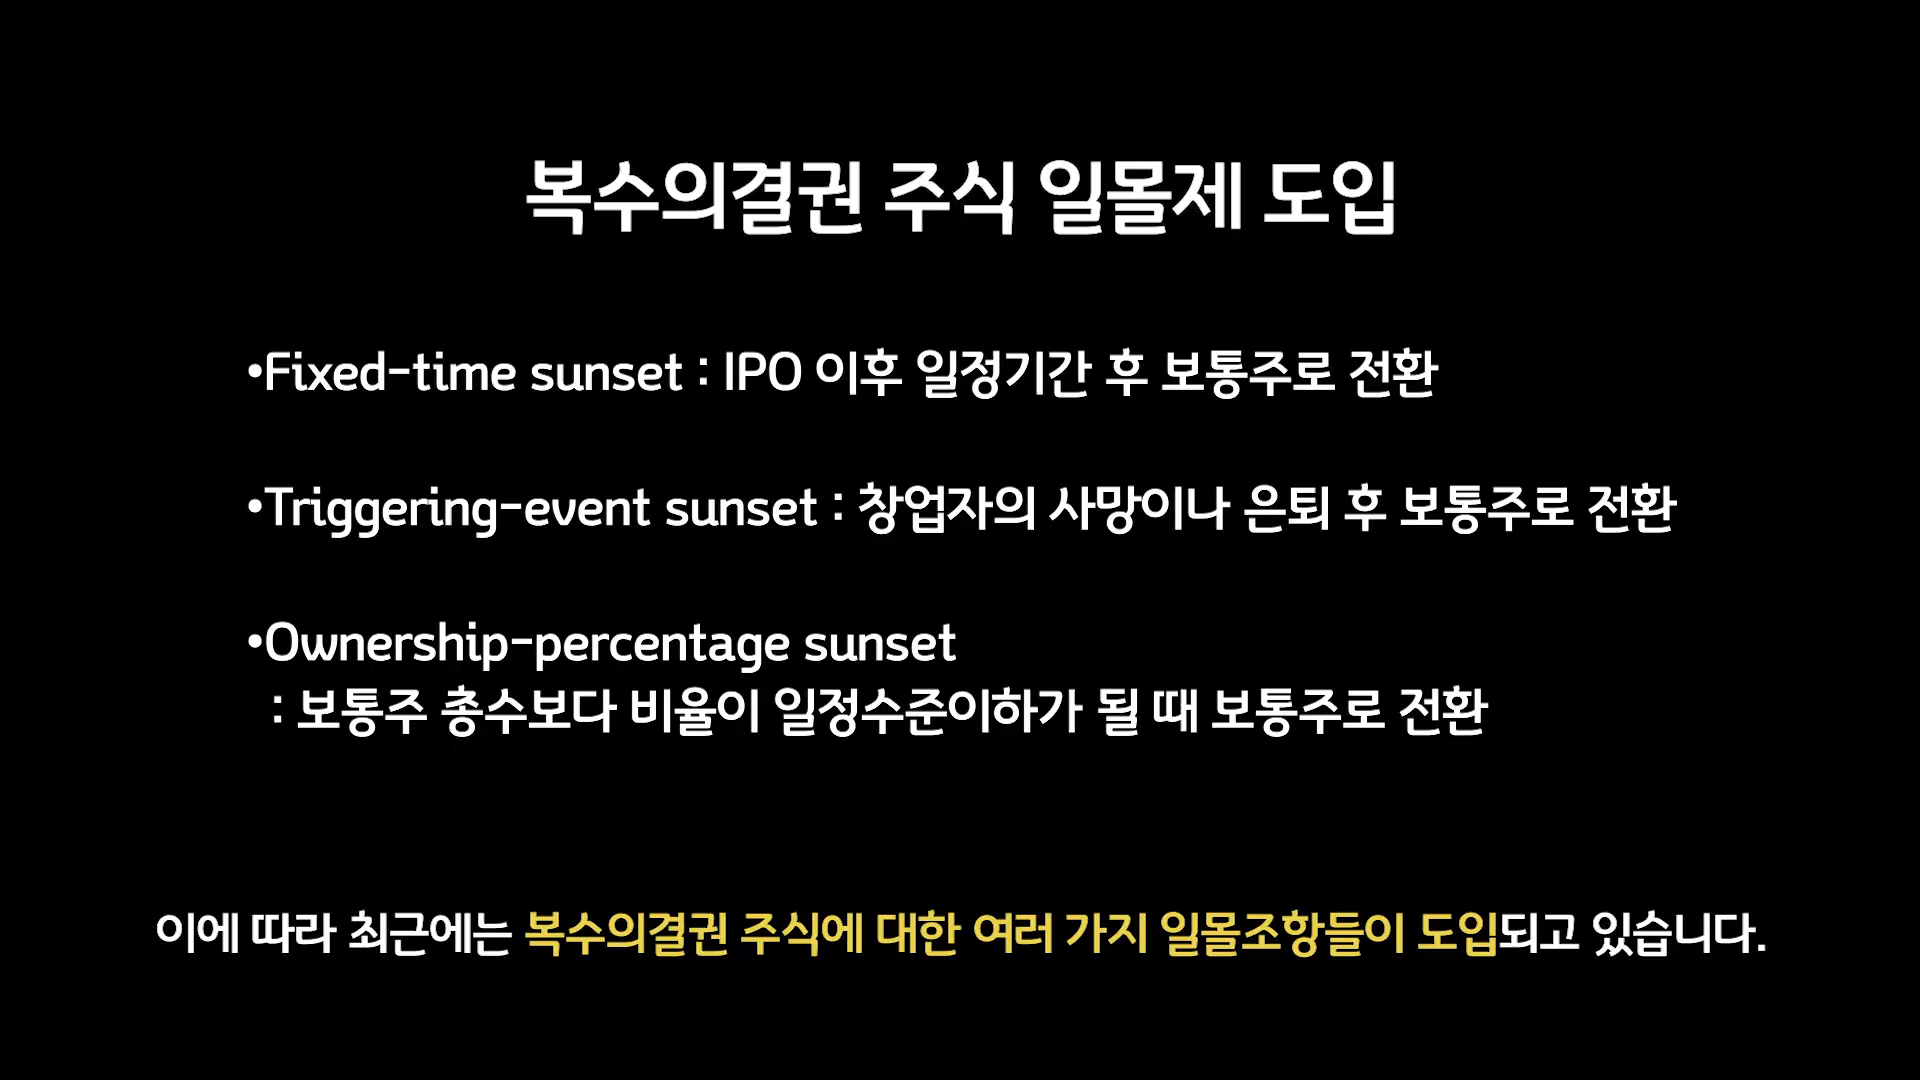 복수의결권 주식 일몰제 도입
•Fixed-time sunset : IPO 이후 일정기간 후 보통주로 전환
•Triggering-event sunset : 창업자의 사망이나 은퇴 후 보통주로 전환
•Ownership-percentage sunset
: 보통주 총수보다 비율이 일정수준이하가 될 때 보통주로 전환
이에 따라 최근에는 복수의결권 주식에 대한 여러 가지 일몰조항들이 도입되고 있습니다.